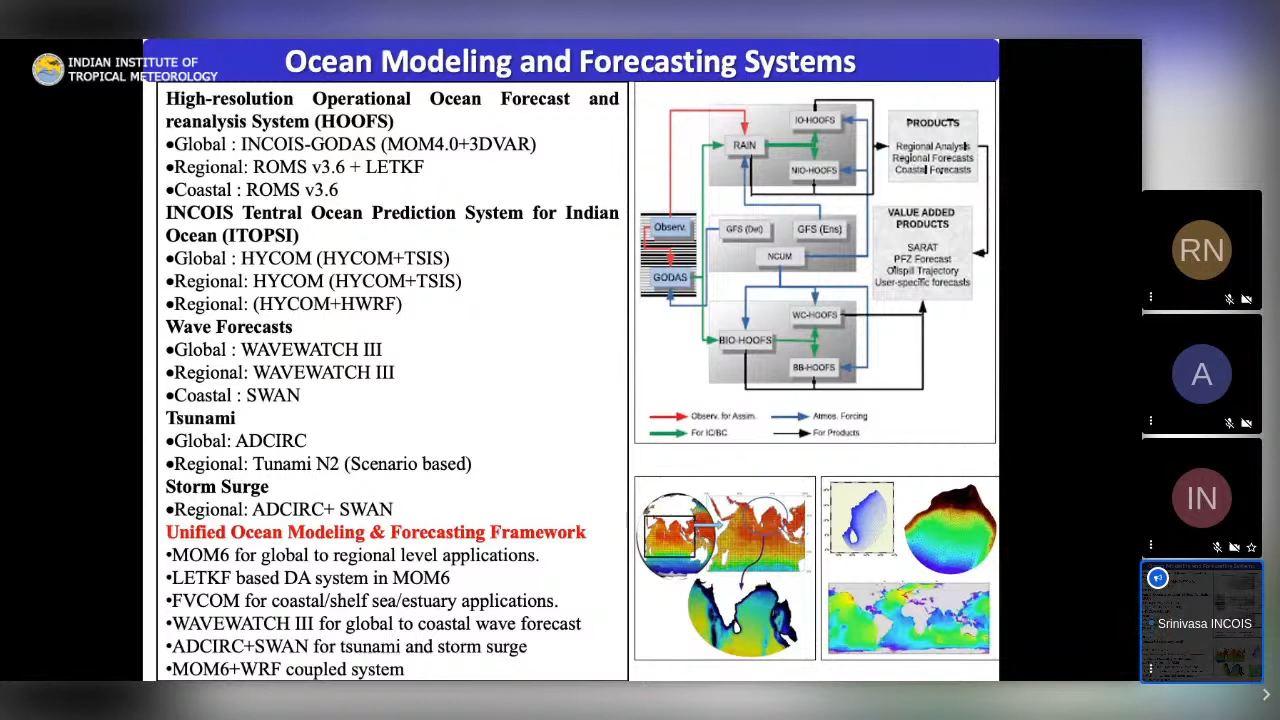 Ocean Modeling and Forecasting Systems
INDIAN INSTITUTE OF
TROPICAL METEOROLOGY
High-resolution Operational Ocean Forecast and
reanalysis System (HOOFS)
•Global : INCOIS-GODAS (MOM4.0+3DVAR)
•Regional: ROMS v3.6 + LETKF
•Coastal : ROMS v3.6
INCOIS Tentral Ocean Prediction System for Indian
Ocean (ITOPSI)
•Global : HYCOM (HYCOM+TSIS)
•Regional: HYCOM (HYCOM+TSIS)
•Regional: (HYCOM+HWRF)
Wave Forecasts
•Global : WAVEWATCH III
•Regional: WAVEWATCH III
•Coastal : SWAN
Tsunami
•Global: ADCIRC
•Regional: Tunami N2 (Scenario based)
Storm Surge
•Regional: ADCIRC+ SWAN
Unified Ocean Modeling & Forecasting Framework
•MOM6 for global to regional level applications.
•LETKF based DA system in MOM6
•FVCOM for coastal/shelf sea/estuary applications.
•WAVEWATCH III for global to coastal wave forecast
•ADCIRC+SWAN for tsunami and storm surge
•MOM6+WRF coupled system
IO-HOOFS
RAIN
NIO-HOOFS
PRODUCTS
Regional Analysis
Regional Forecasts
Coastal Forecasts
Observ.
GODAS
GFS (Det)
GFS (Ens)
NCUM
VALUE ADDED
PRODUCTS
SARAT
PFZ Forecast
Oilspill Trajectory
User-specific forecasts
WC-HOOFS
BIO-HOOFS
BB-HOOFS
Observ. for Assim.
Atmos. Forcing
For IC/BC
For Products
RN
A
IN
Srinivasa INCOIS